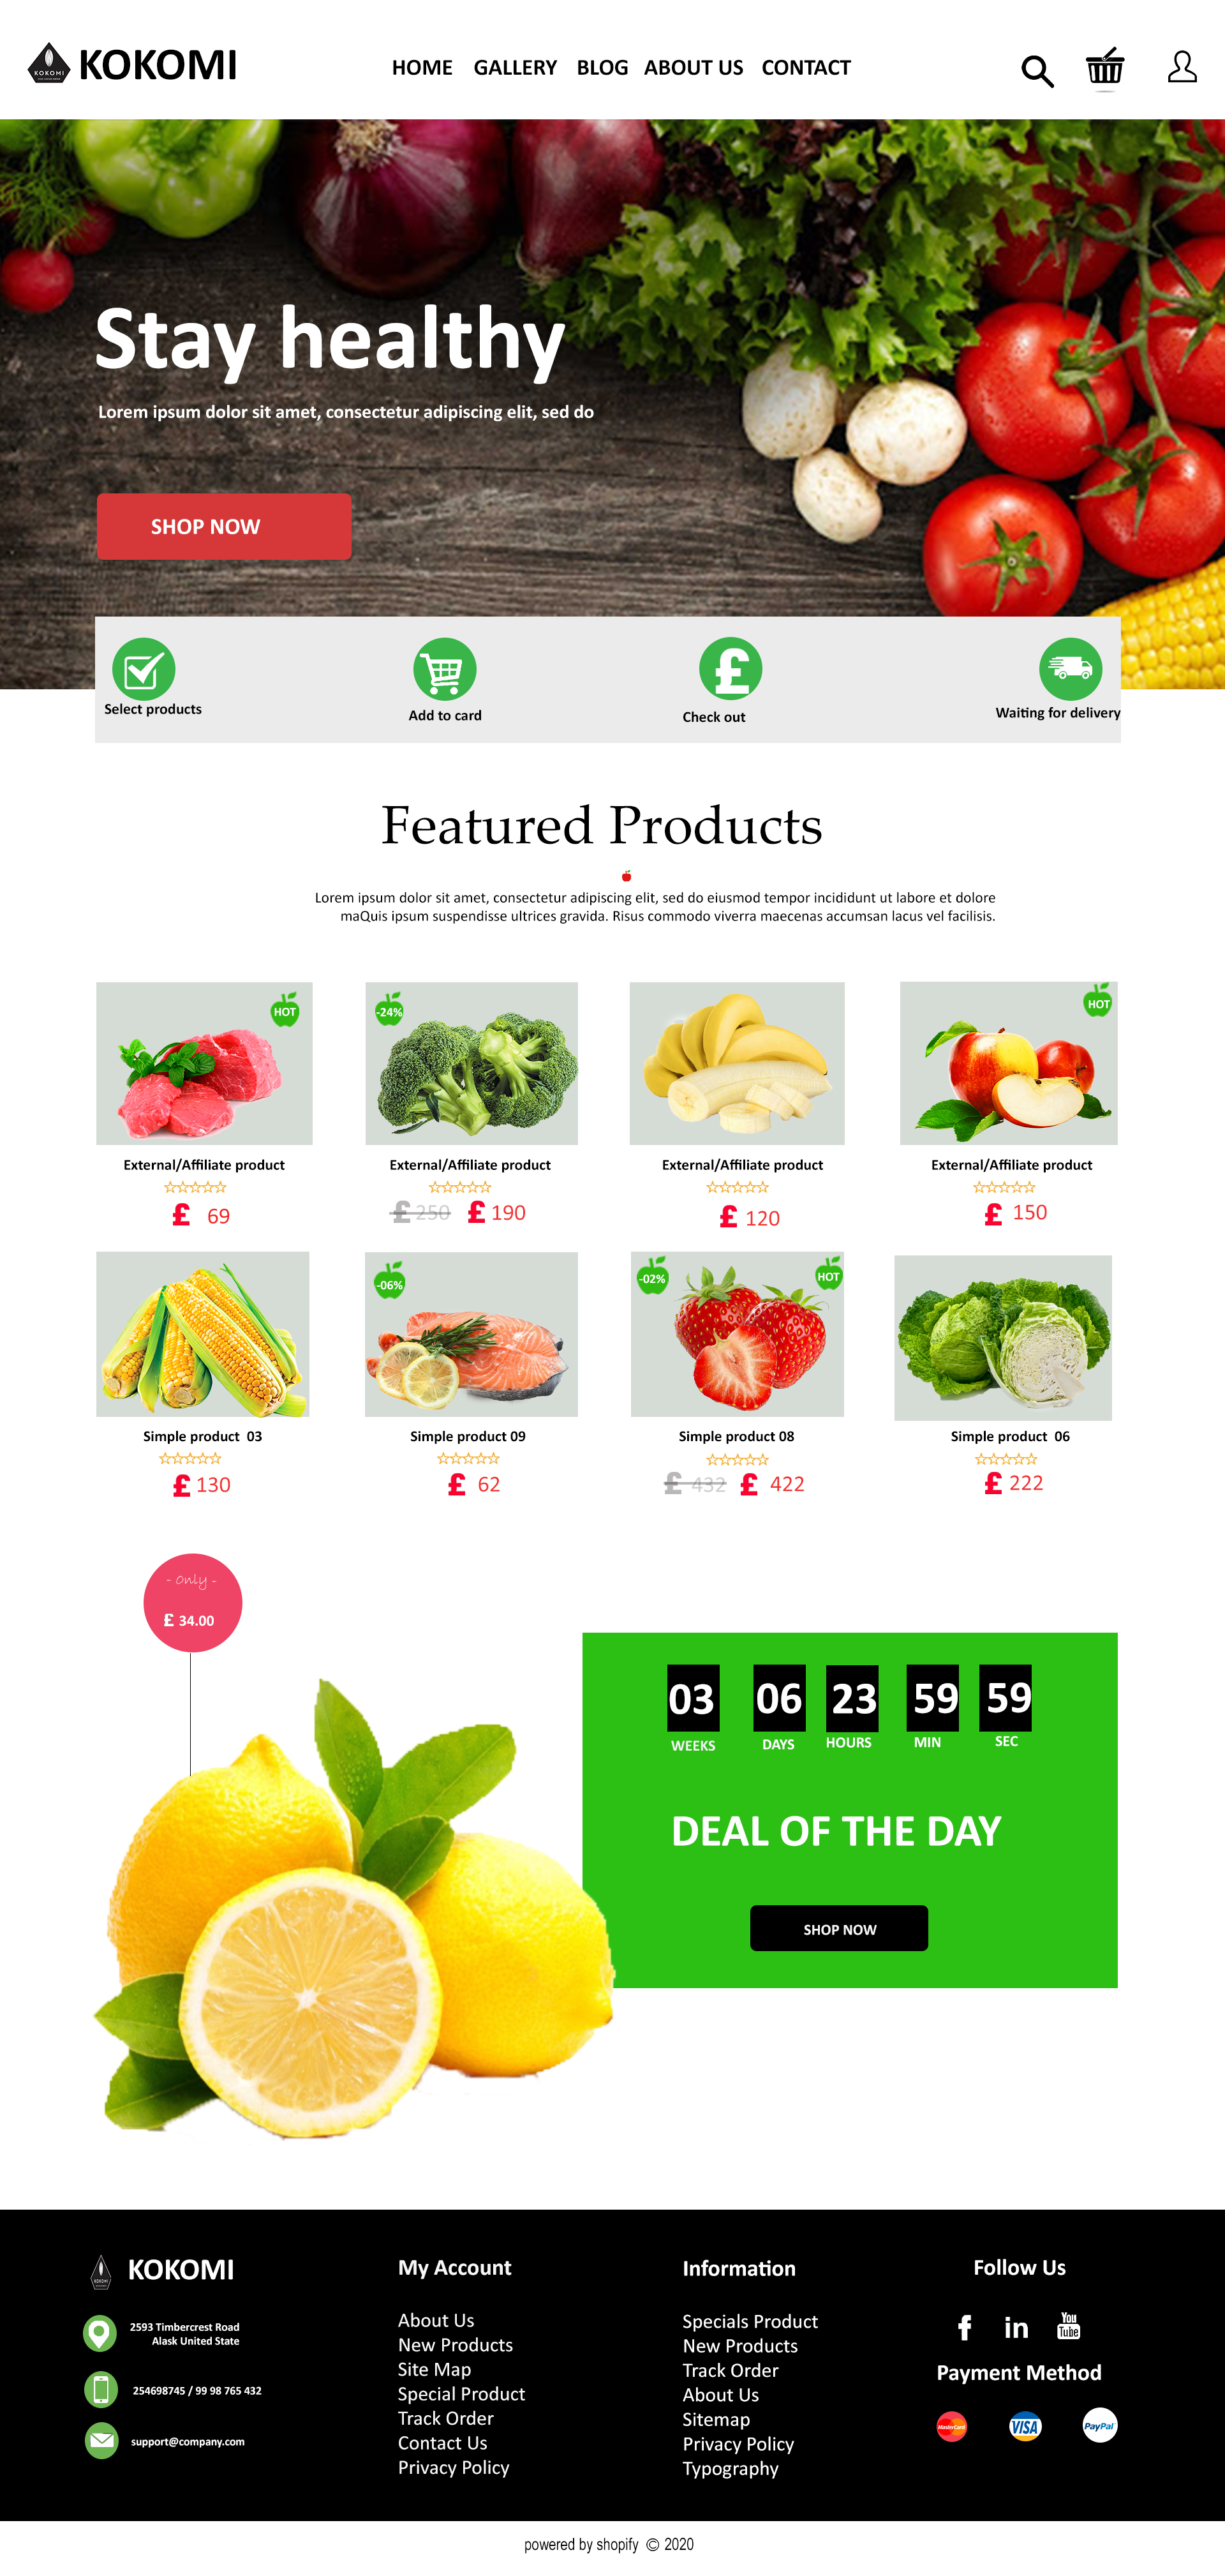 KOKOMI
KOKOMI
HOME GALLERY BLOG ABOUT US CONTACT
Stay healthy
Lorem ipsum dolor sit amet, consectetur adipiscing elit, sed do
SHOP NOW
Select products
Add to card
£
Check out
Waiting for delivery
Featured Products
Lorem ipsum dolor sit amet, consectetur adipiscing elit, sed do eiusmod tempor incididunt ut labore et dolore
maQuis ipsum suspendisse ultrices gravida. Risus commodo viverra maecenas accumsan lacus vel facilisis.
HOT
External/Affiliate product
£ 69
-24%
External/Affiliate product
£ 250 £ 190
External/Affiliate product
£ 120
HOT
External/Affiliate product
£ 150
Simple product 03
£ 130
-06%
Simple product 09
£ 62
-02%
HOT
Simple product 08
£ 432 £ 422
Simple product 06
£ 222
- Only -
£ 34.00
03 06 23 59 59
WEEKS DAYS HOURS MIN SEC
DEAL OF THE DAY
SHOP NOW
KOKOMI
KOKOMI
2593 Timbercrest Road
Alask United State
254698745 / 99 98 765 432
support@company.com
My Account
About Us
New Products
Site Map
Special Product
Track Order
Contact Us
Privacy Policy
Information
Specials Product
New Products
Track Order
About Us
Sitemap
Privacy Policy
Typography
Follow Us
f in You Tube
Payment Method
MasterCard VISA PayPal
powered by shopify © 2020